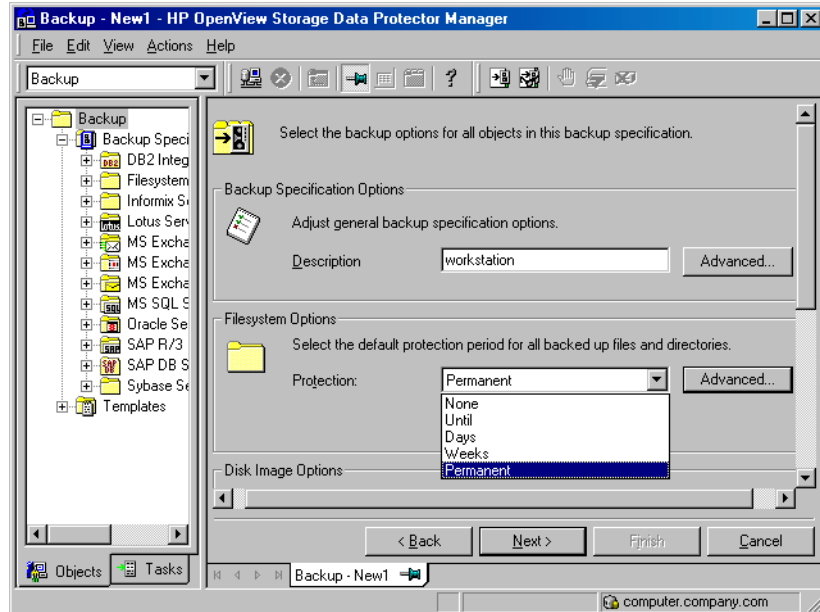 Backup - New1 - HP OpenView Storage Data Protector Manager
File Edit View Actions Help
Backup
Backup
Backup Speci
DB2 Integ
Filesystem
Informix S
Lotus Serv
MS Excha
MS Excha
MS Excha
MS SQL S
Oracle Se
SAP R/3
SAP DB S
Sybase Se
Templates
Objects
Tasks
Select the backup options for all objects in this backup specification.
Backup Specification Options
Adjust general backup specification options.
Description
workstation
Advanced...
Filesystem Options
Select the default protection period for all backed up files and directories.
Protection:
Permanent
Advanced...
None
Until
Days
Weeks
Permanent
Disk Image Options
< Back
Next >
Finish
Cancel
Backup - New1
computer.company.com